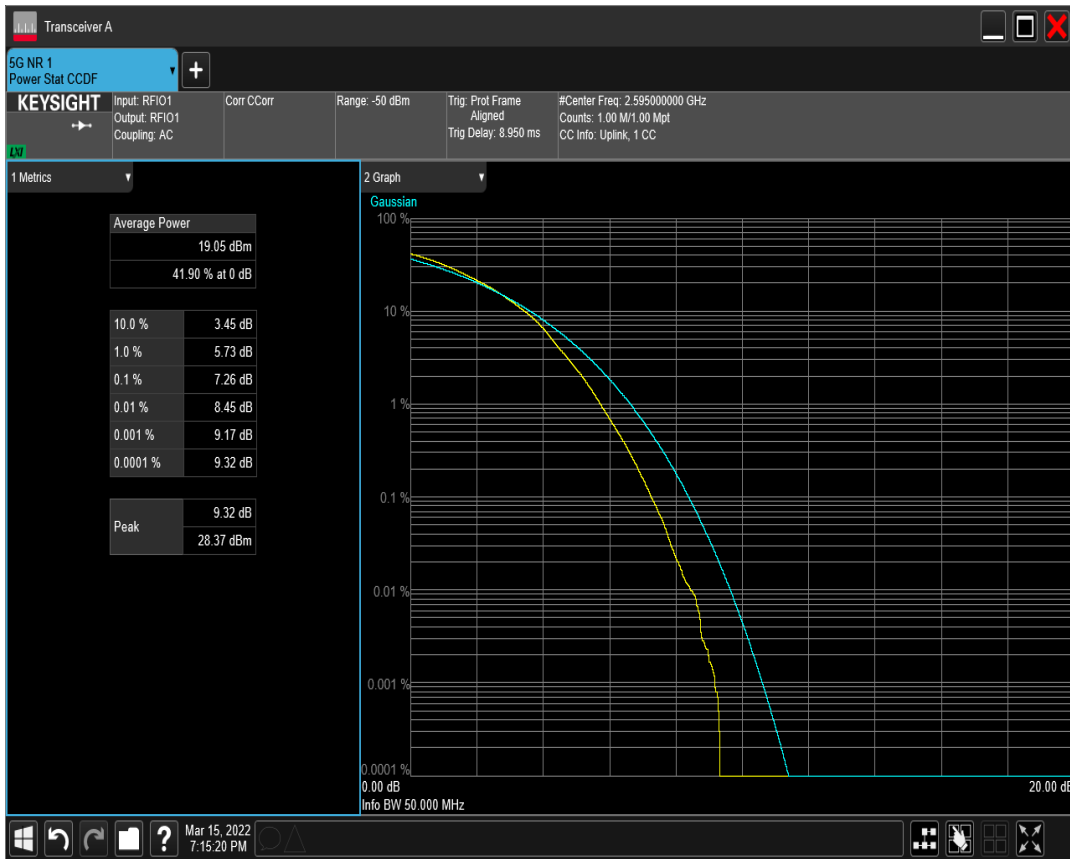 Transceiver A
5G NR 1
Power Stat CCDF
+
KEYSIGHT
LXI
Input: RFIO1
Output: RFIO1
Coupling: AC
Corr CCorr
Range: -50 dBm
Trig: Prot Frame
Aligned
Trig Delay: 8.950 ms
#Center Freq: 2.595000000 GHz
Counts: 1.00 M/1.00 Mpt
CC Info: Uplink, 1 CC
1 Metrics
Average Power
19.05 dBm
41.90 % at 0 dB
10.0 % 3.45 dB
1.0 % 5.73 dB
0.1 % 7.26 dB
0.01 % 8.45 dB
0.001 % 9.17 dB
0.0001 % 9.32 dB
Peak
9.32 dB
28.37 dBm
2 Graph
Gaussian
100 %
10 %
1 %
0.1 %
0.01 %
0.001 %
0.0001 %
0.00 dB 20.00 dB
Info BW 50.000 MHz
?
Mar 15, 2022
7:15:20 PM